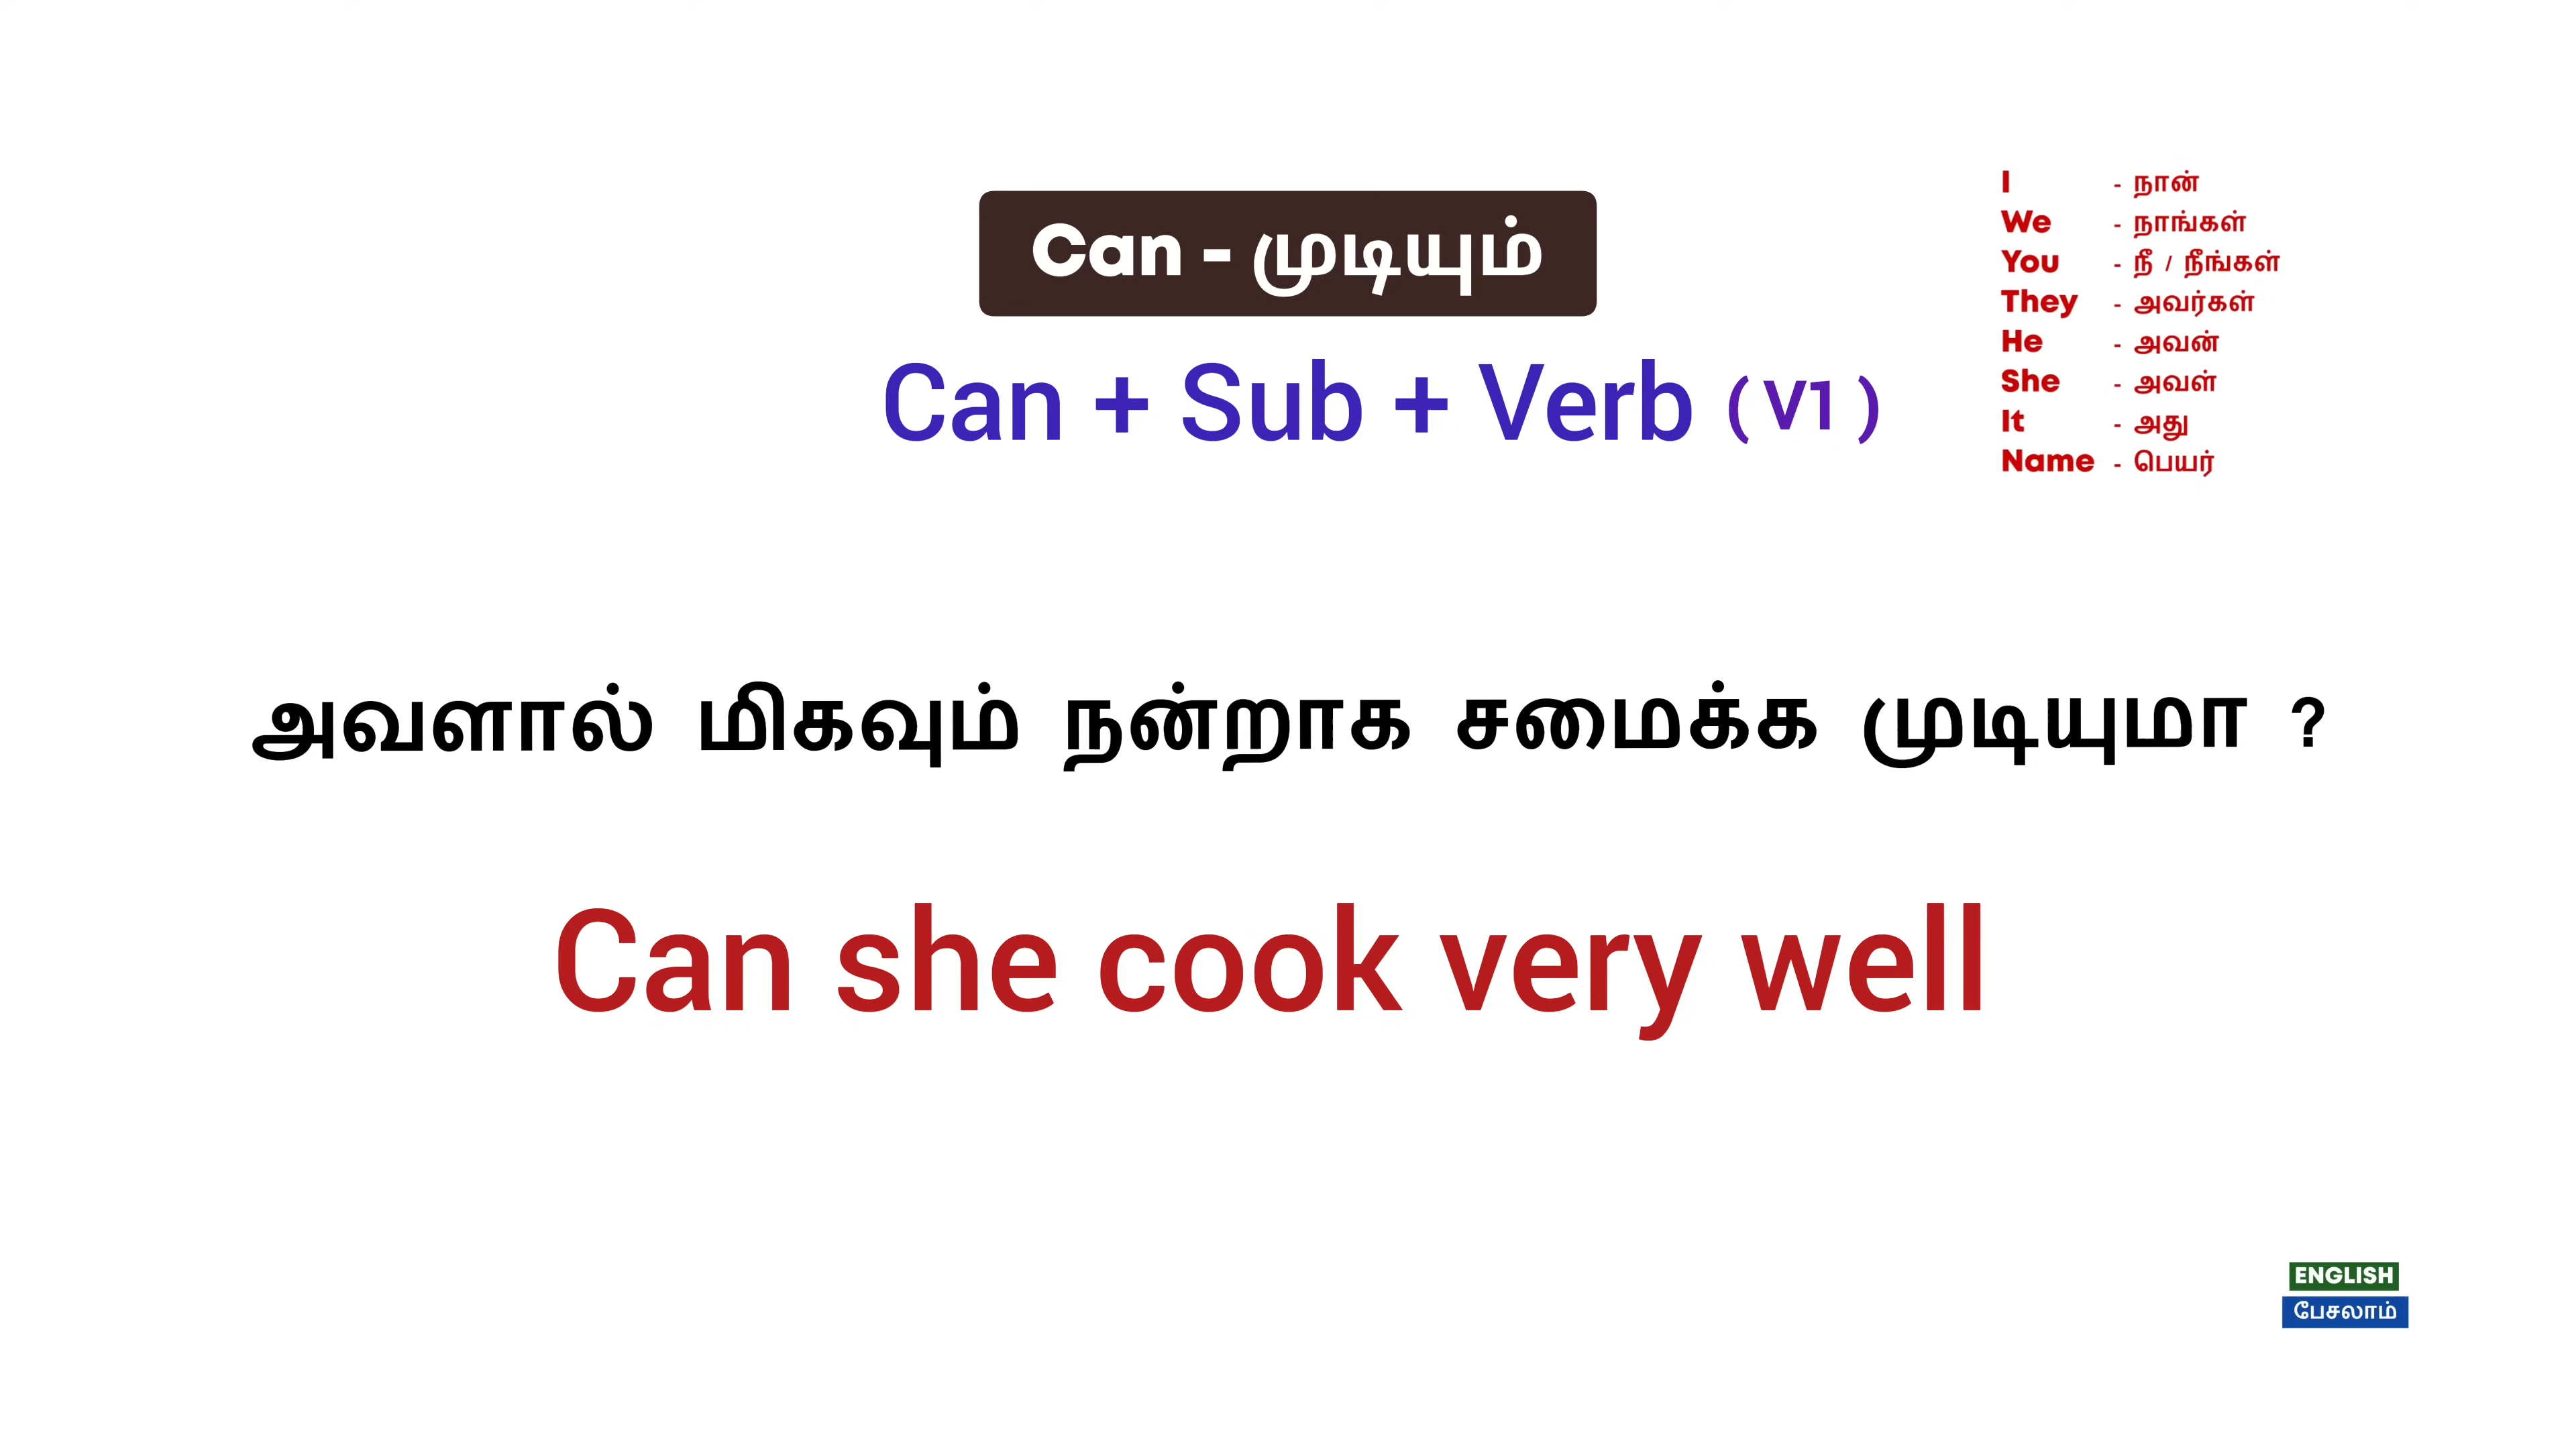 Can - முடியும்
Can + Sub + Verb ( V1 )
I - நான்
We - நாங்கள்
You - நீ / நீங்கள்
They - அவர்கள்
He - அவன்
She - அவள்
It - அது
Name - பெயர்
அவளால் மிகவும் நன்றாக சமைக்க முடியுமா ?
Can she cook very well
ENGLISH
பேசலாம்